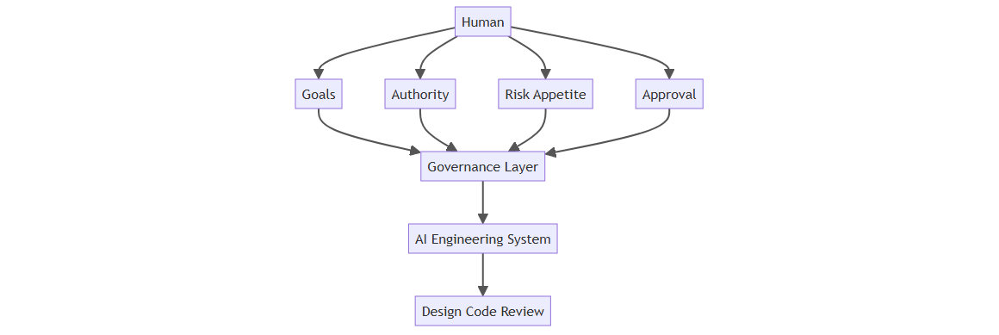 Human
Goals
Authority
Risk Appetite
Approval
Governance Layer
AI Engineering System
Design Code Review